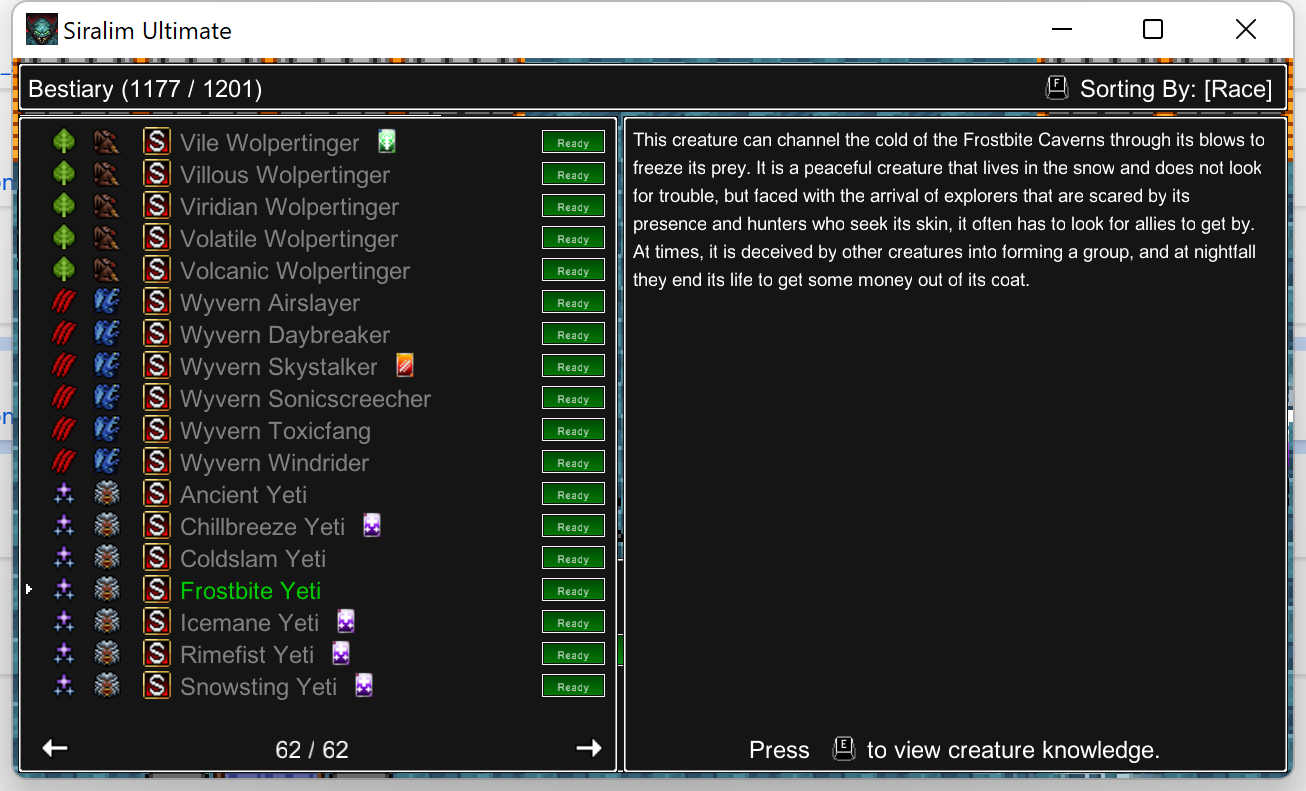 Siralim Ultimate
Bestiary (1177 / 1201)
F Sorting By: [Race]
S Vile Wolpertinger Ready
S Villous Wolpertinger Ready
S Viridian Wolpertinger Ready
S Volatile Wolpertinger Ready
S Volcanic Wolpertinger Ready
S Wyvern Airslayer Ready
S Wyvern Daybreaker Ready
S Wyvern Skystalker Ready
S Wyvern Sonicscreecher Ready
S Wyvern Toxicfang Ready
S Wyvern Windrider Ready
S Ancient Yeti Ready
S Chillbreeze Yeti Ready
S Coldslam Yeti Ready
S Frostbite Yeti Ready
S Icemane Yeti Ready
S Rimefist Yeti Ready
S Snowsting Yeti Ready
62 / 62
This creature can channel the cold of the Frostbite Caverns through its blows to
freeze its prey. It is a peaceful creature that lives in the snow and does not look
for trouble, but faced with the arrival of explorers that are scared by its
presence and hunters who seek its skin, it often has to look for allies to get by.
At times, it is deceived by other creatures into forming a group, and at nightfall
they end its life to get some money out of its coat.
Press E to view creature knowledge.